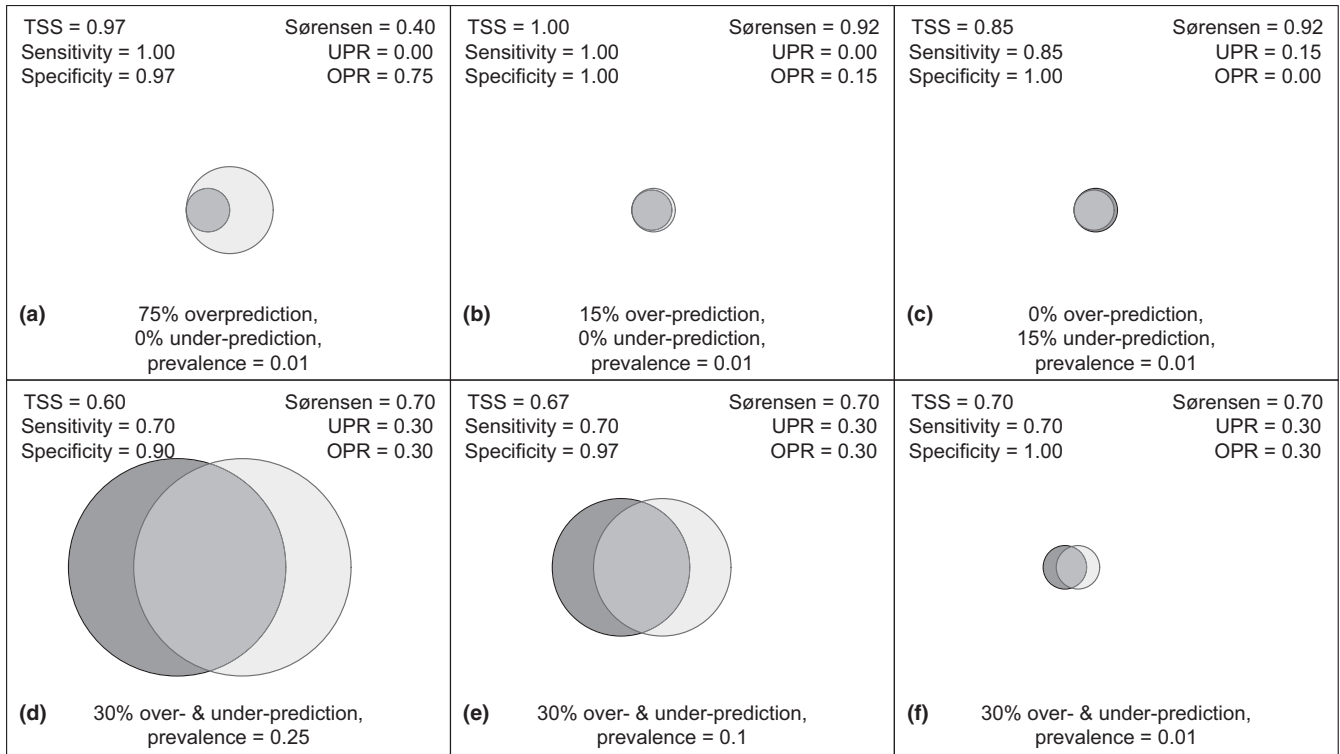 TSS = 0.97
Sensitivity = 1.00
Specificity = 0.97
Sørensen = 0.40
UPR = 0.00
OPR = 0.75
(a)
75% overprediction,
0% under-prediction,
prevalence = 0.01
TSS = 1.00
Sensitivity = 1.00
Specificity = 1.00
Sørensen = 0.92
UPR = 0.00
OPR = 0.15
(b)
15% over-prediction,
0% under-prediction,
prevalence = 0.01
TSS = 0.85
Sensitivity = 0.85
Specificity = 1.00
Sørensen = 0.92
UPR = 0.15
OPR = 0.00
(c)
0% over-prediction,
15% under-prediction,
prevalence = 0.01
TSS = 0.60
Sensitivity = 0.70
Specificity = 0.90
Sørensen = 0.70
UPR = 0.30
OPR = 0.30
(d)
30% over- & under-prediction,
prevalence = 0.25
TSS = 0.67
Sensitivity = 0.70
Specificity = 0.97
Sørensen = 0.70
UPR = 0.30
OPR = 0.30
(e)
30% over- & under-prediction,
prevalence = 0.1
TSS = 0.70
Sensitivity = 0.70
Specificity = 1.00
Sørensen = 0.70
UPR = 0.30
OPR = 0.30
(f)
30% over- & under-prediction,
prevalence = 0.01